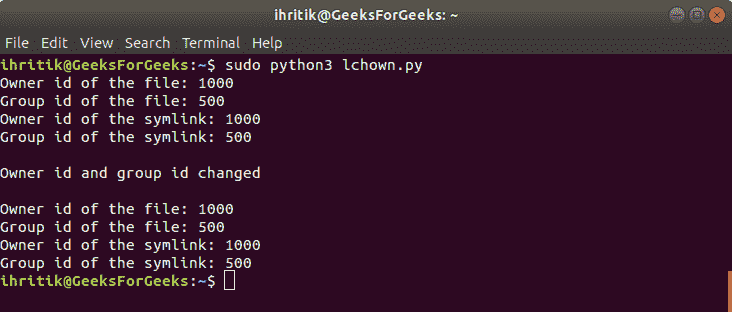 ihritik@GeeksForGeeks: ~
File Edit View Search Terminal Help
ihritik@GeeksForGeeks:~$ sudo python3 lchown.py
Owner id of the file: 1000
Group id of the file: 500
Owner id of the symlink: 1000
Group id of the symlink: 500
Owner id and group id changed
Owner id of the file: 1000
Group id of the file: 500
Owner id of the symlink: 1000
Group id of the symlink: 500
ihritik@GeeksForGeeks:~$